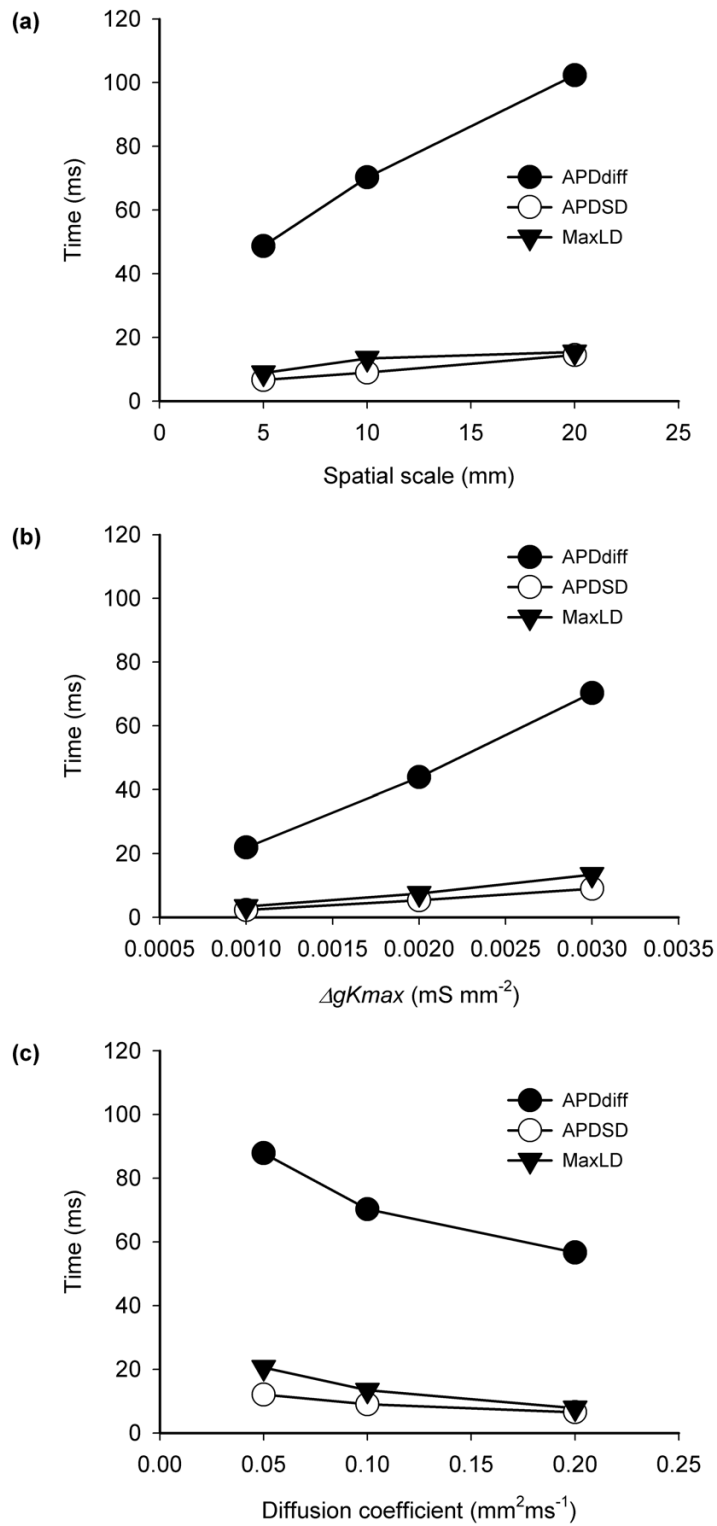 (a)
120
100
80
60
40
20
0
Time (ms)
APDdiff
APDSD
MaxLD
0 5 10 15 20 25
Spatial scale (mm)
(b)
120
100
80
60
40
20
0
Time (ms)
APDdiff
APDSD
MaxLD
0.0005 0.0010 0.0015 0.0020 0.0025 0.0030 0.0035
ΔgKmax (mS mm⁻²)
(c)
120
100
80
60
40
20
0
Time (ms)
APDdiff
APDSD
MaxLD
0.00 0.05 0.10 0.15 0.20 0.25
Diffusion coefficient (mm²ms⁻¹)